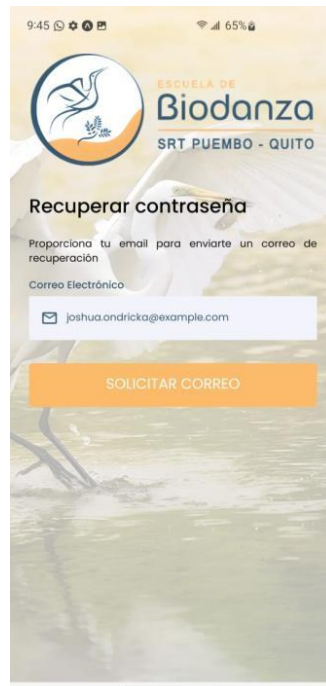 9:45
65%
ESCUELA DE
Biodanza
SRT PUEMBO - QUITO
Recuperar contraseña
Proporciona tu email para enviarte un correo de
recuperación
Correo Electrónico
joshua.ondricka@example.com
SOLICITAR CORREO